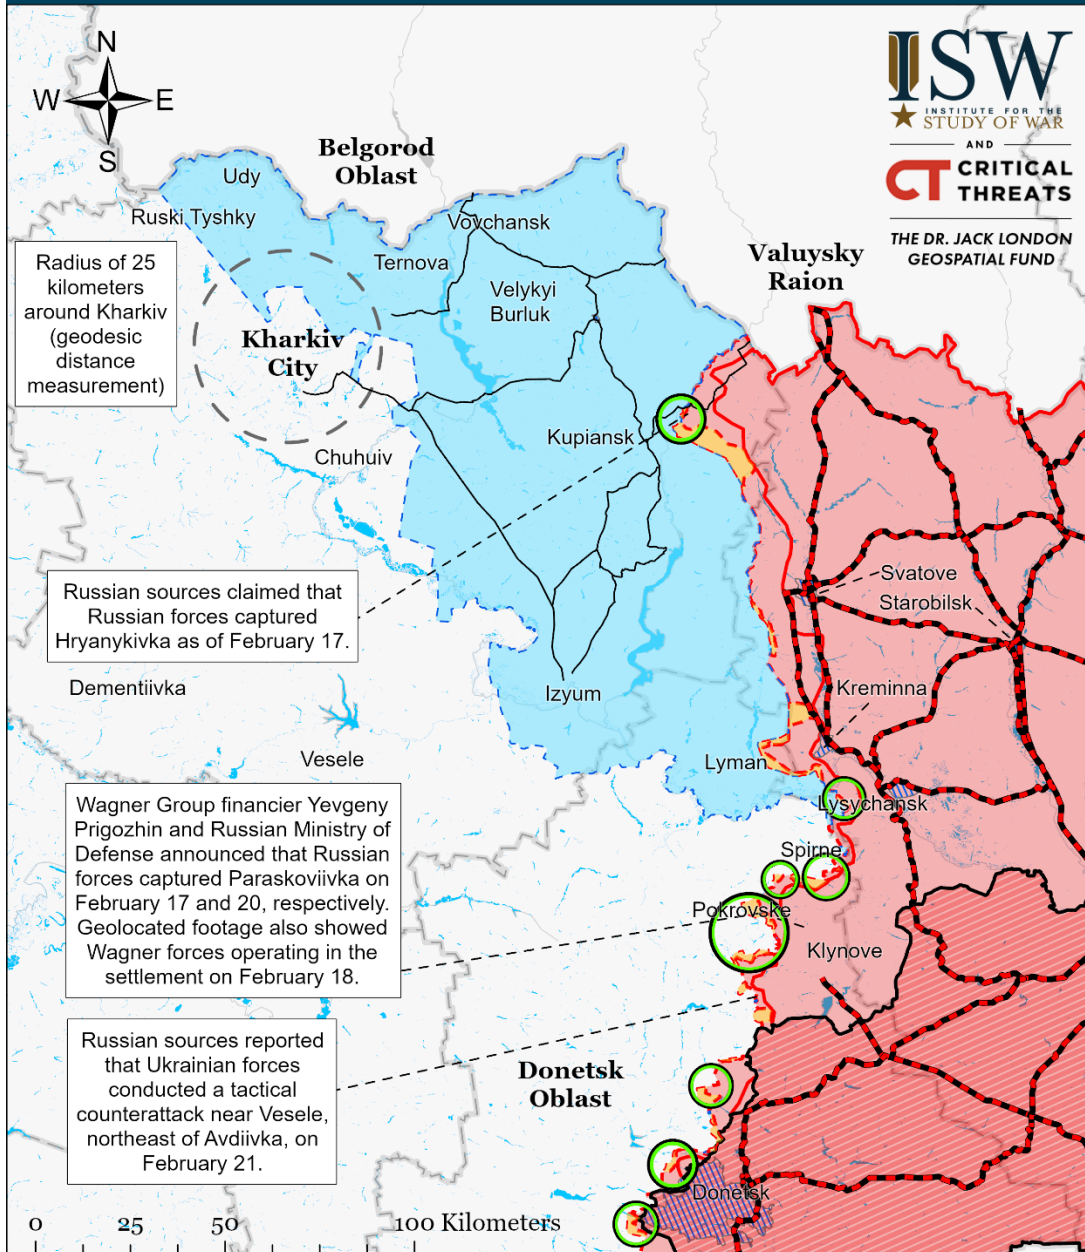 N
W
E
S
ISW
INSTITUTE FOR THE
STUDY OF WAR
AND
CT CRITICAL
THREATS
THE DR. JACK LONDON
GEOSPATIAL FUND
Belgorod
Oblast
Udy
Ruski Tyshky
Vovchansk
Ternova
Velykyi
Burluk
Valuysky
Raion
Radius of 25
kilometers
around Kharkiv
(geodesic
distance
measurement)
Kharkiv
City
Chuhuiv
Kupiansk
Svatove
Starobilsk
Russian sources claimed that
Russian forces captured
Hryanykivka as of February 17.
Dementiivka
Izyum
Kreminna
Vesele
Lyman
Lysychansk
Wagner Group financier Yevgeny
Prigozhin and Russian Ministry of
Defense announced that Russian
forces captured Paraskoviivka on
February 17 and 20, respectively.
Geolocated footage also showed
Wagner forces operating in the
settlement on February 18.
Spirne
Pokrovske
Klynove
Russian sources reported
that Ukrainian forces
conducted a tactical
counterattack near Vesele,
northeast of Avdiivka, on
February 21.
Donetsk
Oblast
Donetsk
0 25 50 100 Kilometers